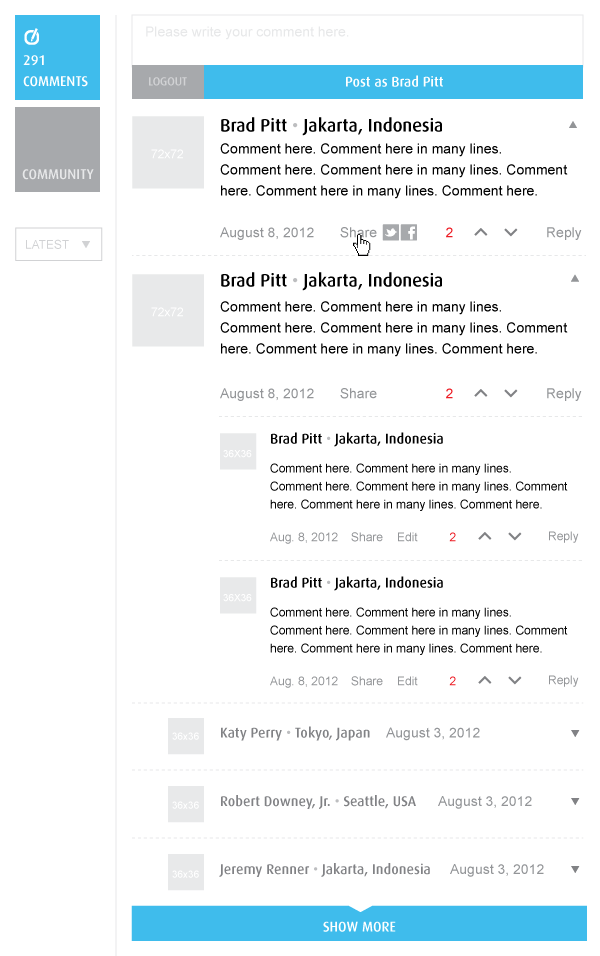 291
COMMENTS
COMMUNITY
LATEST
Please write your comment here.
LOGOUT
Post as Brad Pitt
72x72
Brad Pitt • Jakarta, Indonesia
Comment here. Comment here in many lines.
Comment here. Comment here in many lines. Comment
here. Comment here in many lines. Comment here.
August 8, 2012 Share 2 Reply
72x72
Brad Pitt • Jakarta, Indonesia
Comment here. Comment here in many lines.
Comment here. Comment here in many lines. Comment
here. Comment here in many lines. Comment here.
August 8, 2012 Share 2 Reply
36X36
Brad Pitt • Jakarta, Indonesia
Comment here. Comment here in many lines.
Comment here. Comment here in many lines. Comment
here. Comment here in many lines. Comment here.
Aug. 8, 2012 Share Edit 2 Reply
36X36
Brad Pitt • Jakarta, Indonesia
Comment here. Comment here in many lines.
Comment here. Comment here in many lines. Comment
here. Comment here in many lines. Comment here.
Aug. 8, 2012 Share Edit 2 Reply
36x36
Katy Perry • Tokyo, Japan August 3, 2012
36x36
Robert Downey, Jr. • Seattle, USA August 3, 2012
36x36
Jeremy Renner • Jakarta, Indonesia August 3, 2012
SHOW MORE